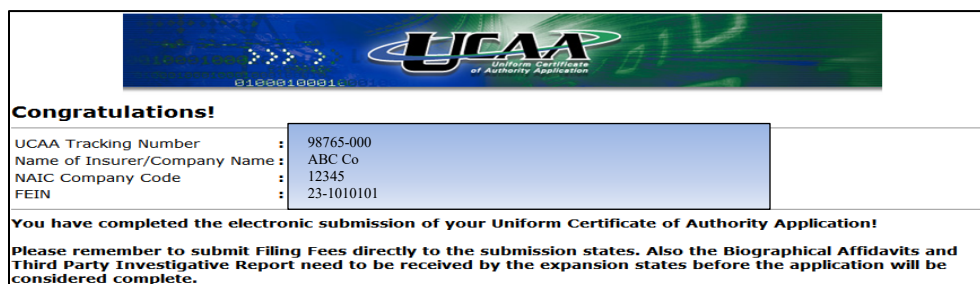 UCAA
Uniform Certificate
of Authority Application
Congratulations!
UCAA Tracking Number : 98765-000
Name of Insurer/Company Name : ABC Co
NAIC Company Code : 12345
FEIN : 23-1010101
You have completed the electronic submission of your Uniform Certificate of Authority Application!
Please remember to submit Filing Fees directly to the submission states. Also the Biographical Affidavits and
Third Party Investigative Report need to be received by the expansion states before the application will be
considered complete.